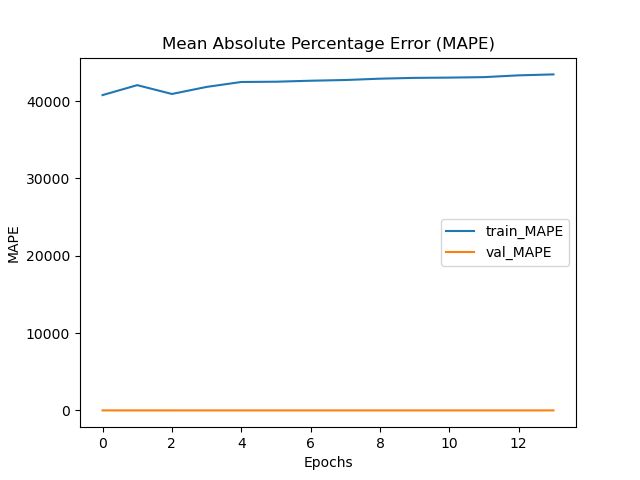 Mean Absolute Percentage Error (MAPE)
MAPE
40000
30000
20000
10000
0
train_MAPE
val_MAPE
0 2 4 6 8 10 12
Epochs